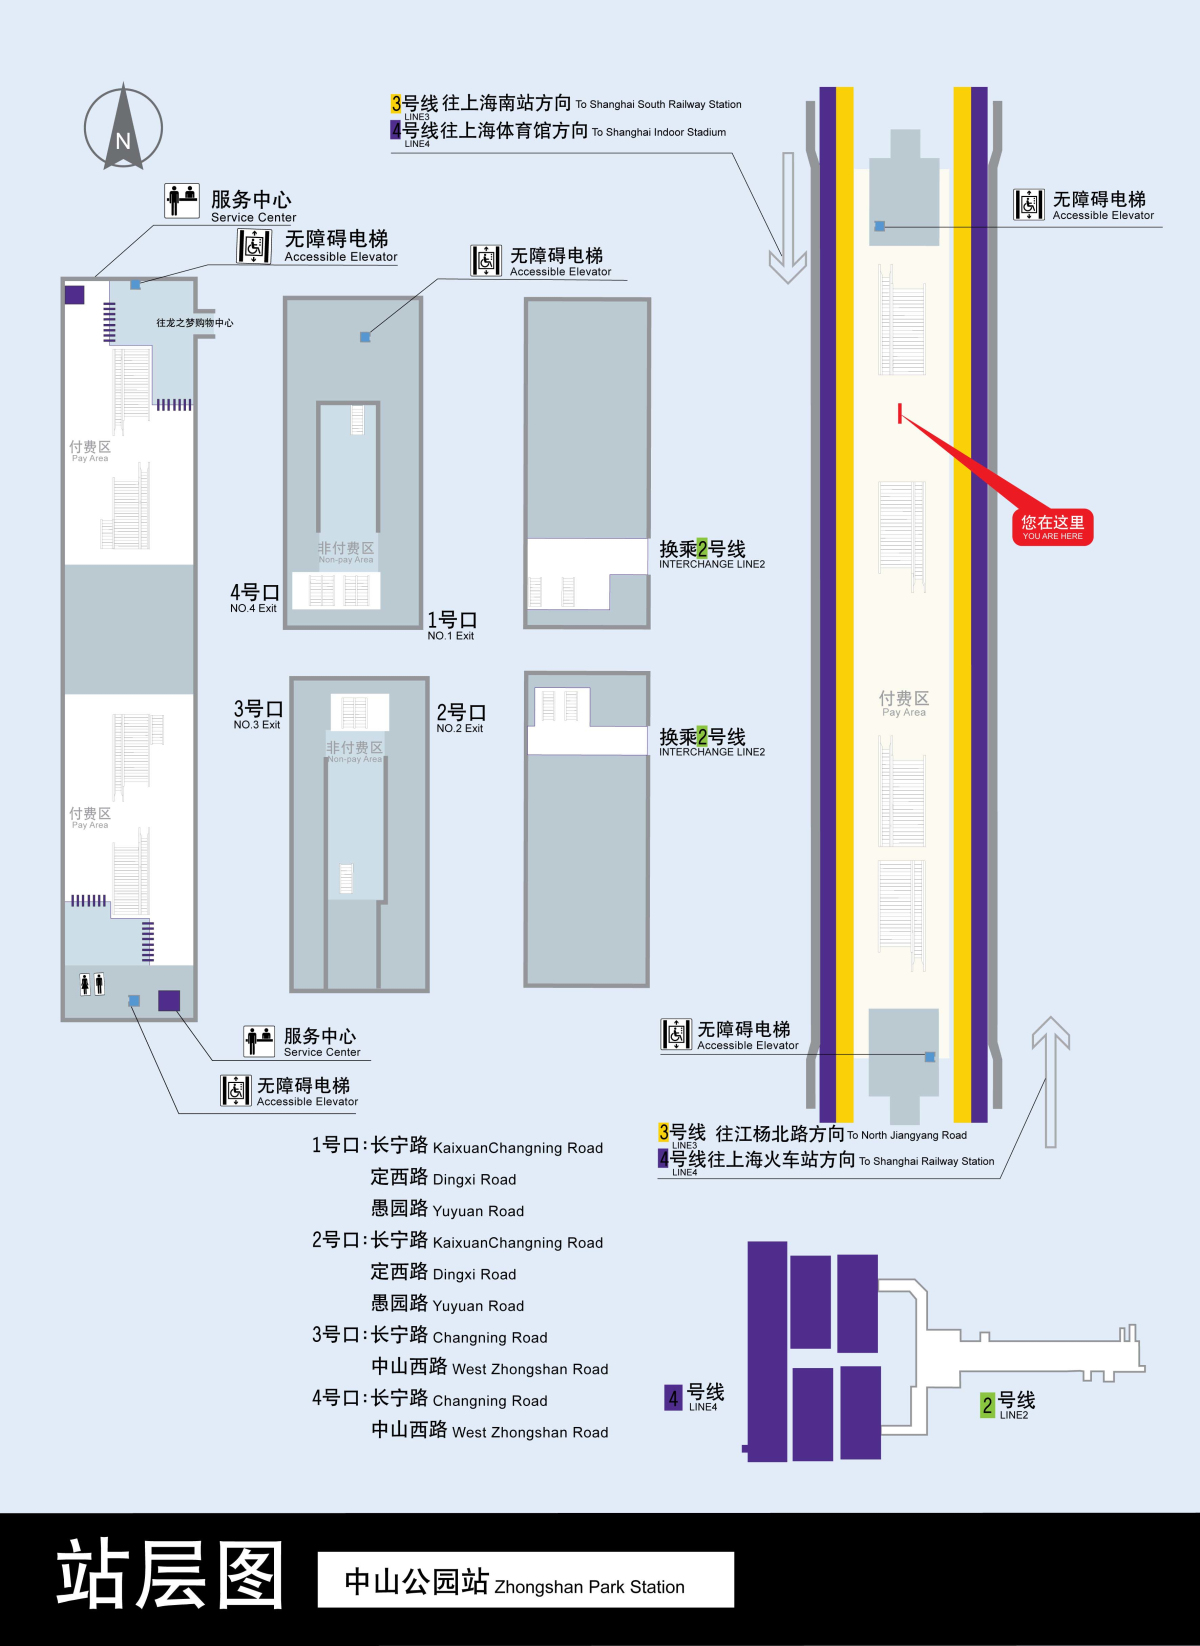 3号线 往上海南站方向 To Shanghai South Railway Station
LINE3
4号线往上海体育馆方向 To Shanghai Indoor Stadium
LINE4
N
服务中心
Service Center
无障碍电梯
Accessible Elevator
无障碍电梯
Accessible Elevator
无障碍电梯
Accessible Elevator
往龙之梦购物中心
付费区
Pay Area
您在这里
YOU ARE HERE
非付费区
Non-pay Area
换乘2号线
INTERCHANGE LINE2
4号口
NO.4 Exit
1号口
NO.1 Exit
3号口
NO.3 Exit
2号口
NO.2 Exit
付费区
Pay Area
换乘2号线
INTERCHANGE LINE2
非付费区
Non-pay Area
付费区
Pay Area
服务中心
Service Center
无障碍电梯
Accessible Elevator
无障碍电梯
Accessible Elevator
3号线 往江杨北路方向 To North Jiangyang Road
LINE3
4号线往上海火车站方向 To Shanghai Railway Station
LINE4
1号口:长宁路 KaixuanChangning Road
定西路 Dingxi Road
愚园路 Yuyuan Road
2号口:长宁路 KaixuanChangning Road
定西路 Dingxi Road
愚园路 Yuyuan Road
3号口:长宁路 Changning Road
中山西路 West Zhongshan Road
4号口:长宁路 Changning Road
中山西路 West Zhongshan Road
4 号线
LINE4
2 号线
LINE2
站层图
中山公园站 Zhongshan Park Station